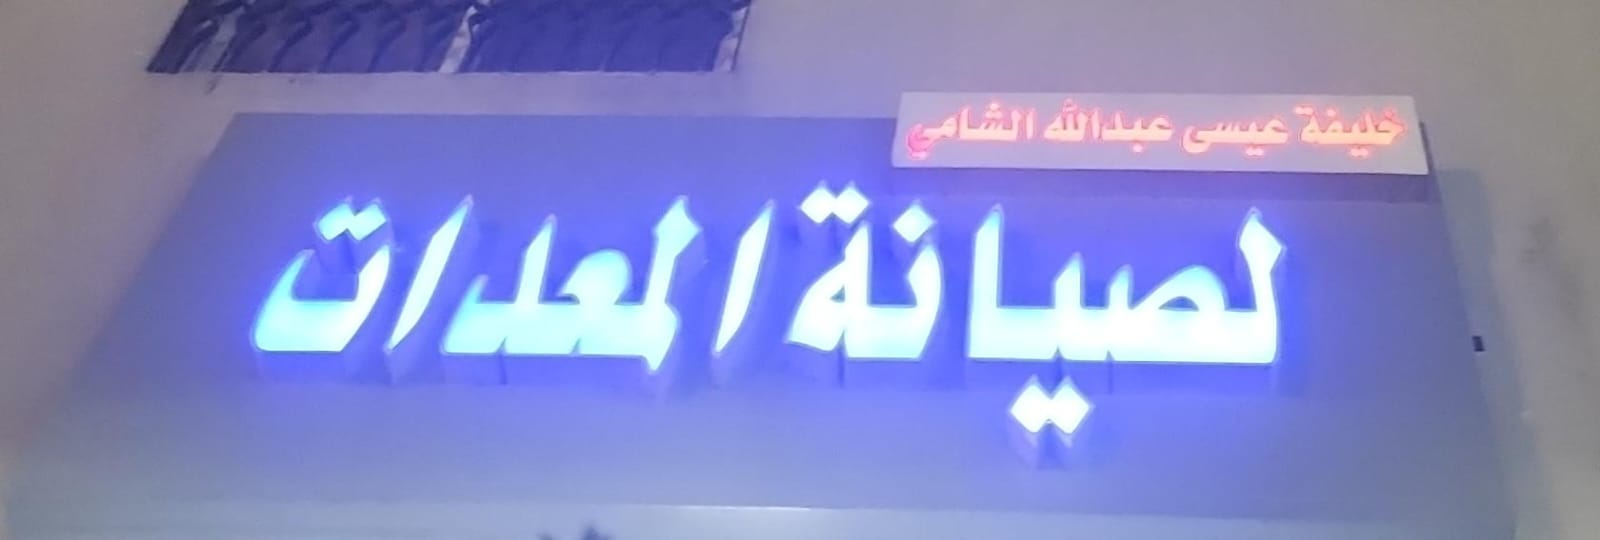 خليفة عيسى عبدالله الشامي
لصيانة المعدات